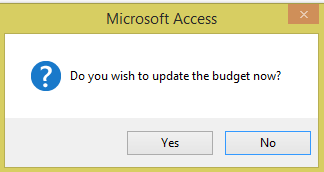 Microsoft Access
Do you wish to update the budget now?
Yes
No